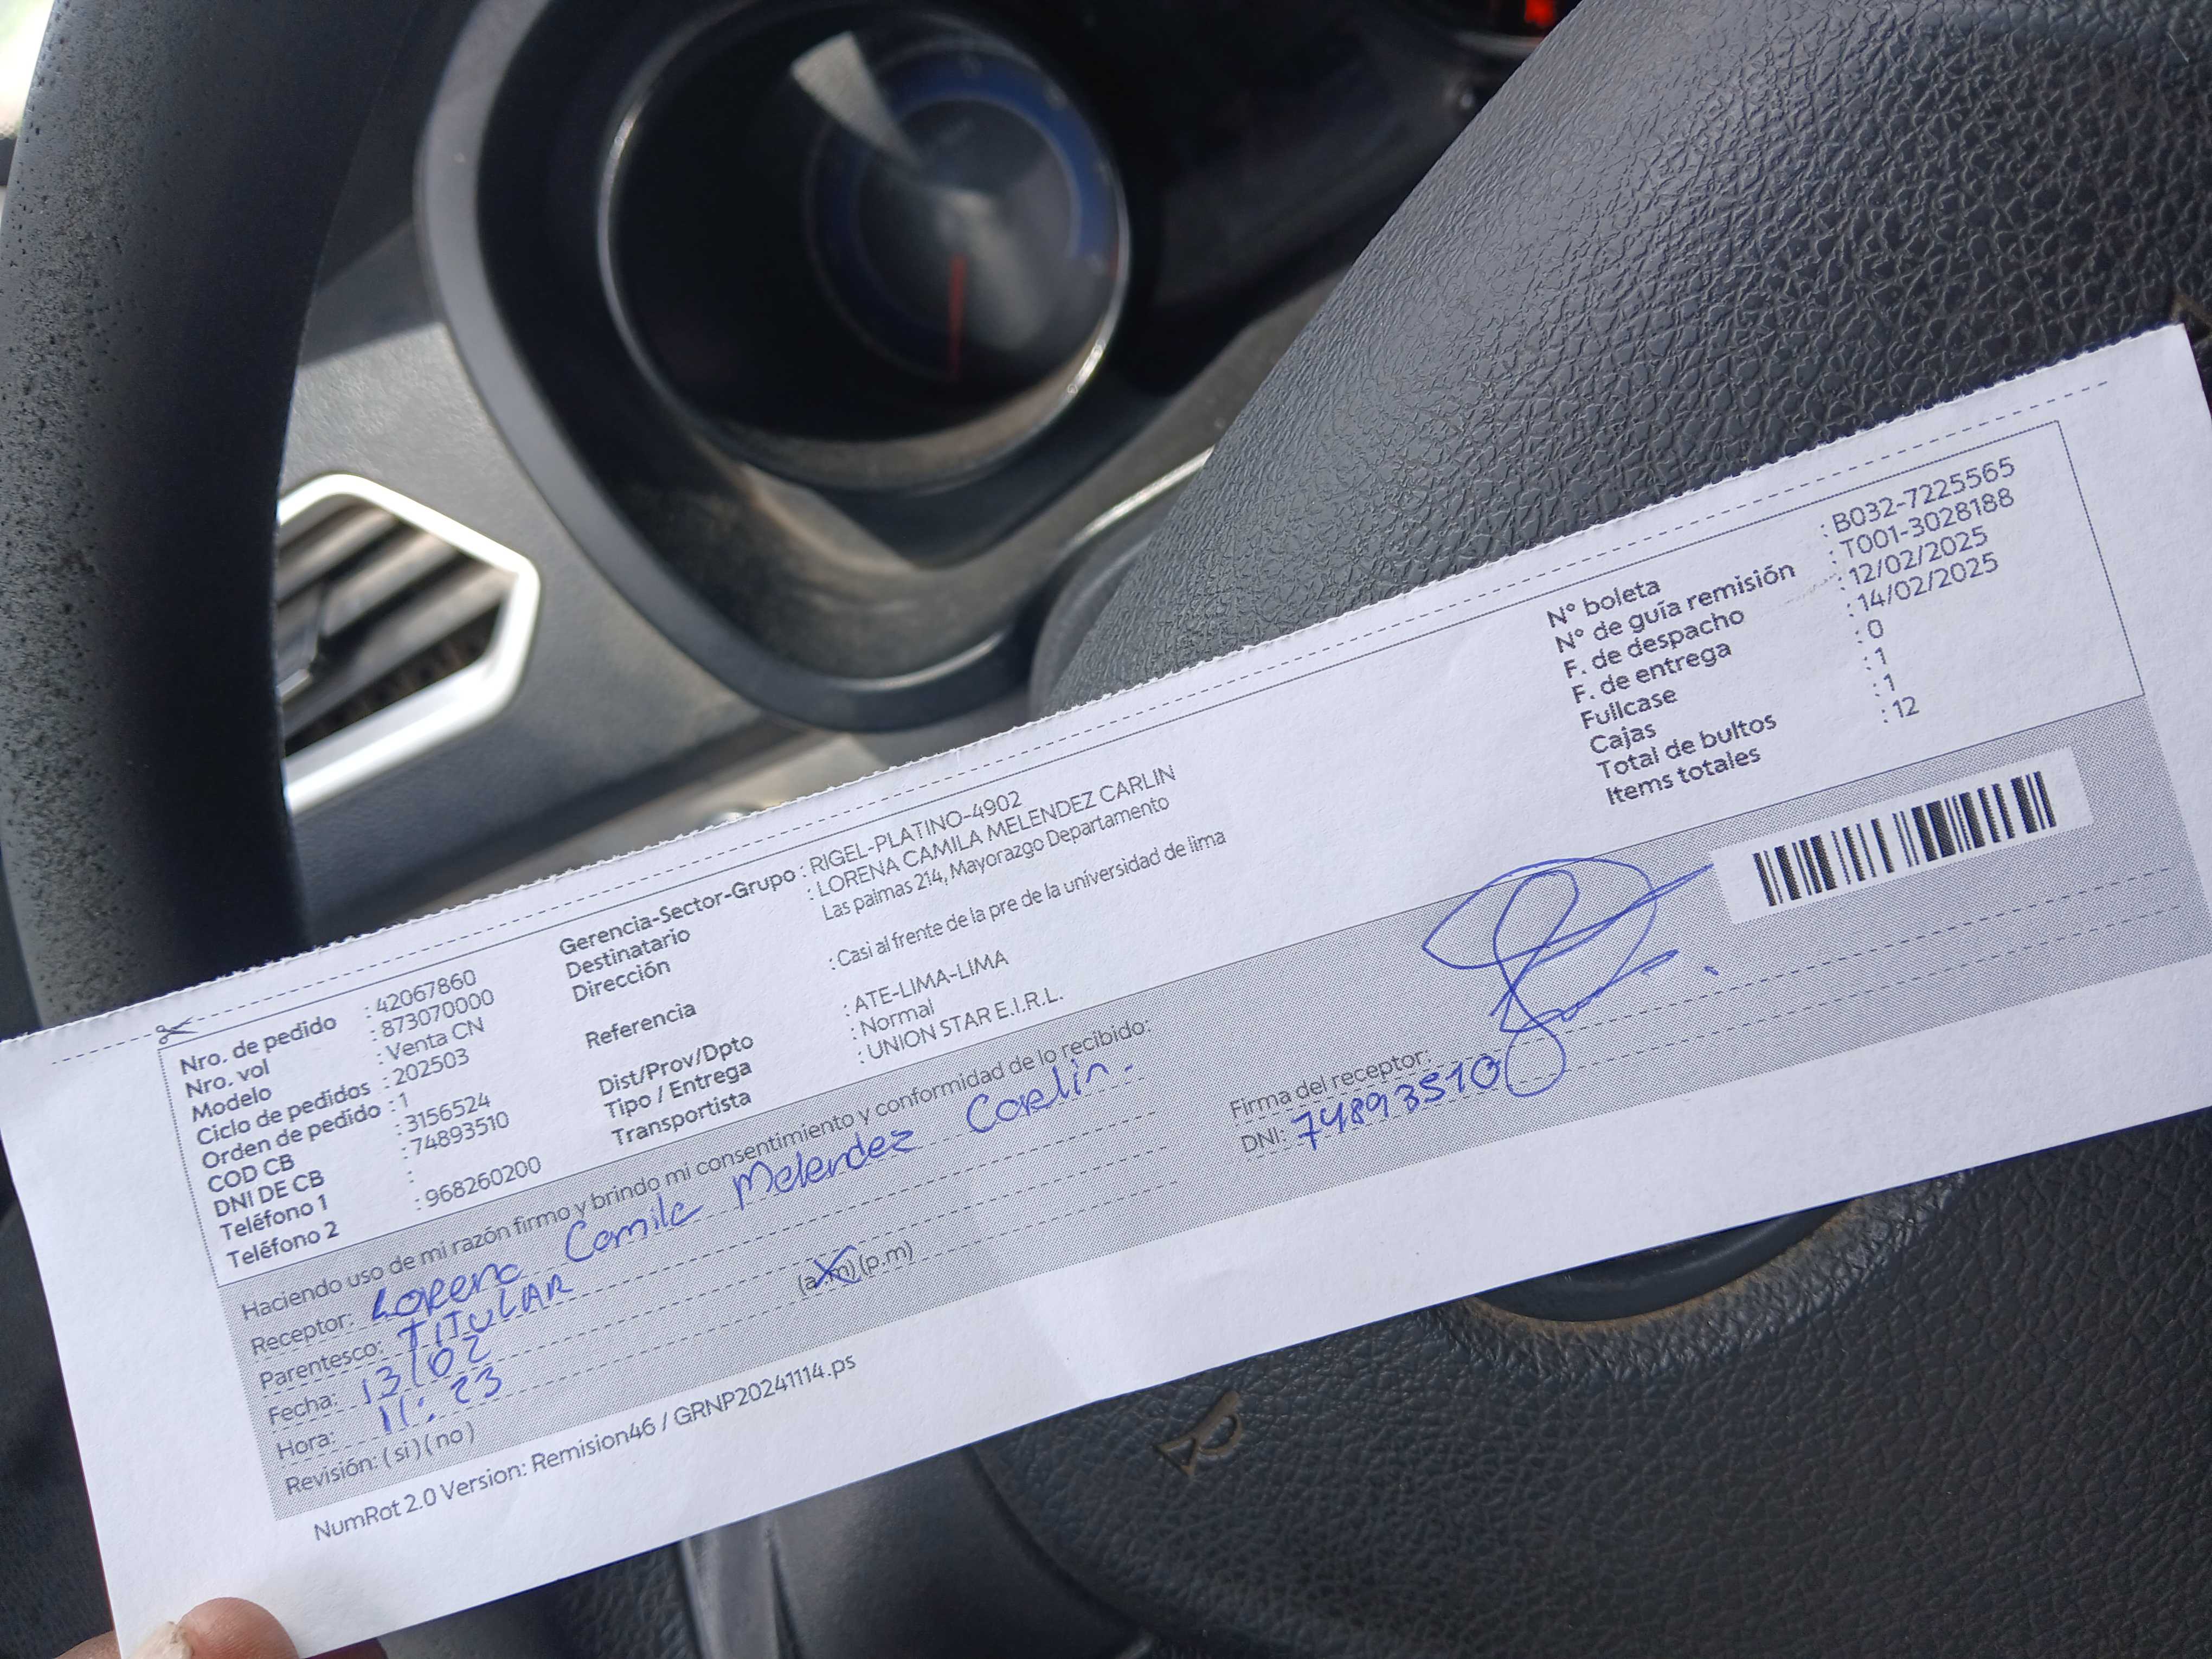 Nro. de pedido : 42067860
Nro. vol : 873070000
Modelo : Venta CN
Ciclo de pedidos : 202503
Orden de pedido : 1
COD CB : 3156524
DNI DE CB : 74893510
Teléfono 1 :
Teléfono 2 : 968260200
Gerencia-Sector-Grupo : RIGEL-PLATINO-4902
Destinatario : LORENA CAMILA MELENDEZ CARLIN
Dirección Las palmas 214, Mayorazgo Departamento
Referencia : Casi al frente de la pre de la universidad de lima
Dist/Prov/Dpto : ATE-LIMA-LIMA
Tipo / Entrega : Normal
Transportista : UNION STAR E.I.R.L.
N° boleta : B032-7225565
N° de guía remisión : T001-3028188
F. de despacho : 12/02/2025
F. de entrega : 14/02/2025
Fullcase : 0
Cajas : 1
Total de bultos : 1
Items totales : 12
Haciendo uso de mi razón firmo y brindo mi consentimiento y conformidad de lo recibido:
Receptor: Lorena Camila Melendez Carlin.
Parentesco: TITULAR
Fecha: 13/02
Hora: 11:23 (a.m) (p.m)
Revisión: ( si ) ( no )
Firma del receptor:
DNI: 74893510
NumRot 2.0 Version: Remision46 / GRNP20241114.ps